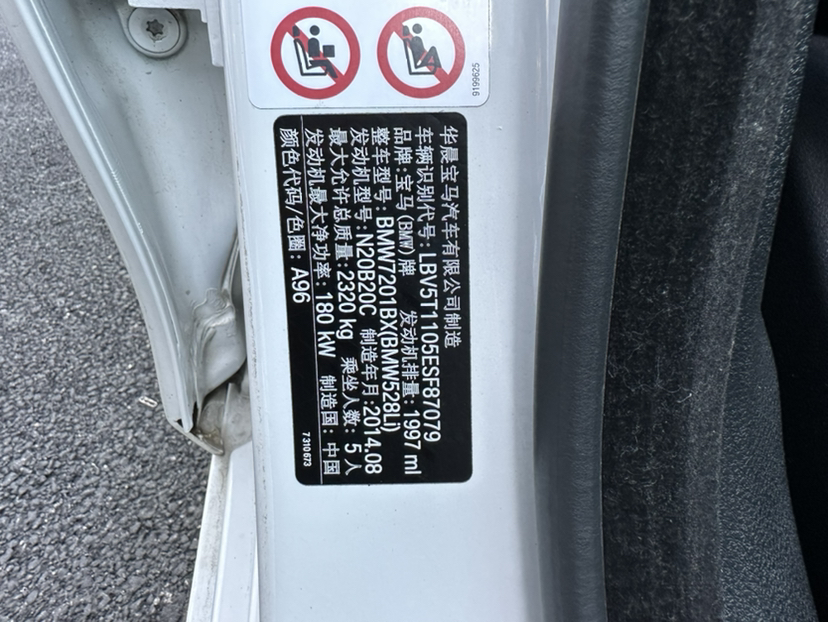 9199625
华晨宝马汽车有限公司制造
车辆识别代号: LBV5T1105ESF87079
品牌:宝马(BMW)牌 发动机排量:1997 ml
整车型号: BMW7201BX(BMW528Li)
发动机型号:N20B20C 制造年月:2014.08
最大允许总质量: 2320 kg 乘坐人数: 5 人
发动机最大净功率: 180 kW 制造国: 中国
颜色代码/色圈: A96
7310673